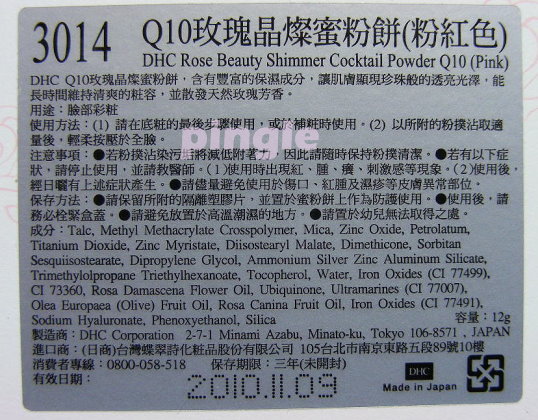 3014
Q10玫瑰晶燦蜜粉餅(粉紅色)
DHC Rose Beauty Shimmer Cocktail Powder Q10 (Pink)
DHC Q10玫瑰晶燦蜜粉餅,含有豐富的保濕成分,讓肌膚顯現珍珠般的透亮光澤,能
長時間維持清爽的粧容,並散發天然玫瑰芳香。
用途:臉部彩粧
使用方法:(1) 請在底粧的最後步驟使用,或於補粧時使用。(2) 以所附的粉撲沾取適
量後,輕柔按壓於全臉。
pingle
注意事項:●若粉撲沾染污垢將減低附著力,因此請隨時保持粉撲清潔。●若有以下症
狀,請停止使用,並請教醫師。(1)使用時出現紅、腫、癢、刺激感等現象。(2)使用後,
經日曬有上述症狀產生。●請儘量避免使用於傷口、紅腫及濕疹等皮膚異常部位。
保存方法:●請保留所附的隔離塑膠片,並置於蜜粉餅上作為防護使用。●使用後,請
務必栓緊盒蓋。●請避免放置於高溫潮濕的地方。●請置於幼兒無法取得之處。
成分:Talc, Methyl Methacrylate Crosspolymer, Mica, Zinc Oxide, Petrolatum,
Titanium Dioxide, Zinc Myristate, Diisostearyl Malate, Dimethicone, Sorbitan
Sesquiisostearate, Dipropylene Glycol, Ammonium Silver Zinc Aluminum Silicate,
Trimethylolpropane Triethylhexanoate, Tocopherol, Water, Iron Oxides (CI 77499),
CI 73360, Rosa Damascena Flower Oil, Ubiquinone, Ultramarines (CI 77007),
Olea Europaea (Olive) Fruit Oil, Rosa Canina Fruit Oil, Iron Oxides (CI 77491),
Sodium Hyaluronate, Phenoxyethanol, Silica 容量:12g
製造商:DHC Corporation 2-7-1 Minami Azabu, Minato-ku, Tokyo 106-8571 , JAPAN
進口商:(日商)台灣蝶翠詩化粧品股份有限公司 105台北市南京東路五段89號10樓
消費者專線:0800-058-518 保存期限:三年(未開封)
有效日期:
2010.11.09
DHC
Made in Japan